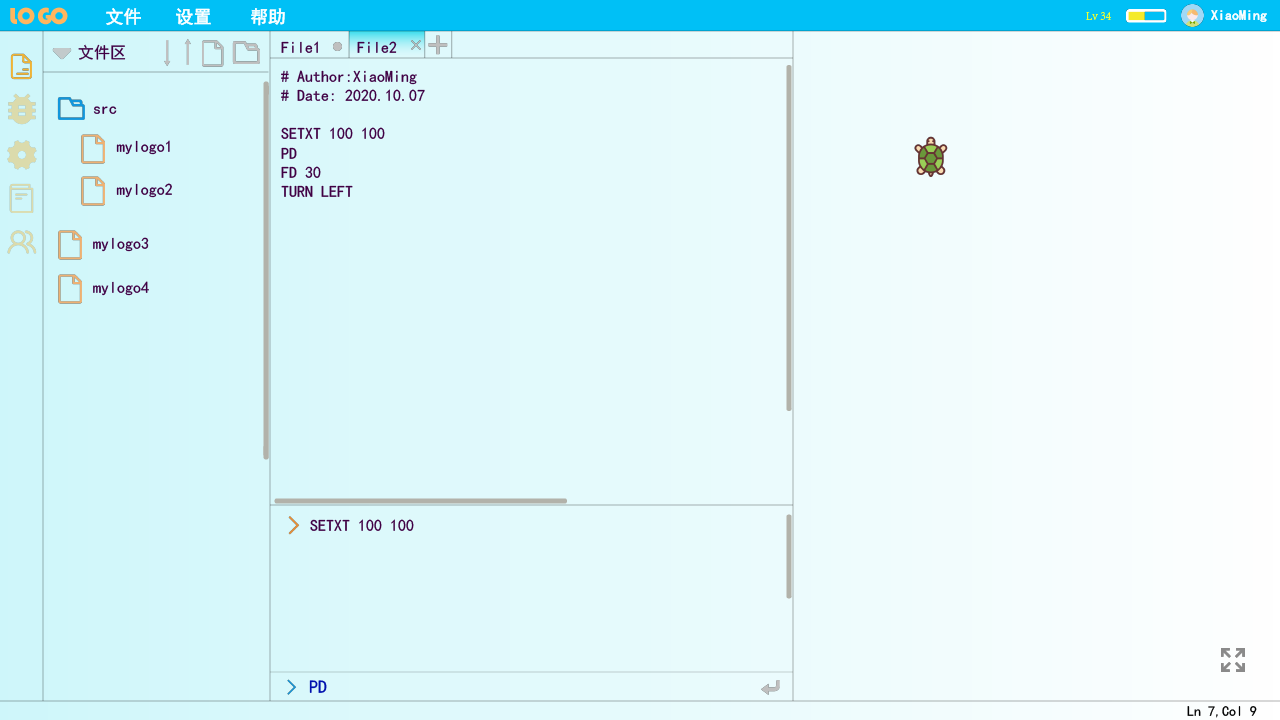 LOGO 文件 设置 帮助 Lv 34 XiaoMing
文件区
src
mylogo1
mylogo2
mylogo3
mylogo4
File1 File2
# Author:XiaoMing
# Date: 2020.10.07
SETXT 100 100
PD
FD 30
TURN LEFT
SETXT 100 100
PD
Ln 7,Col 9